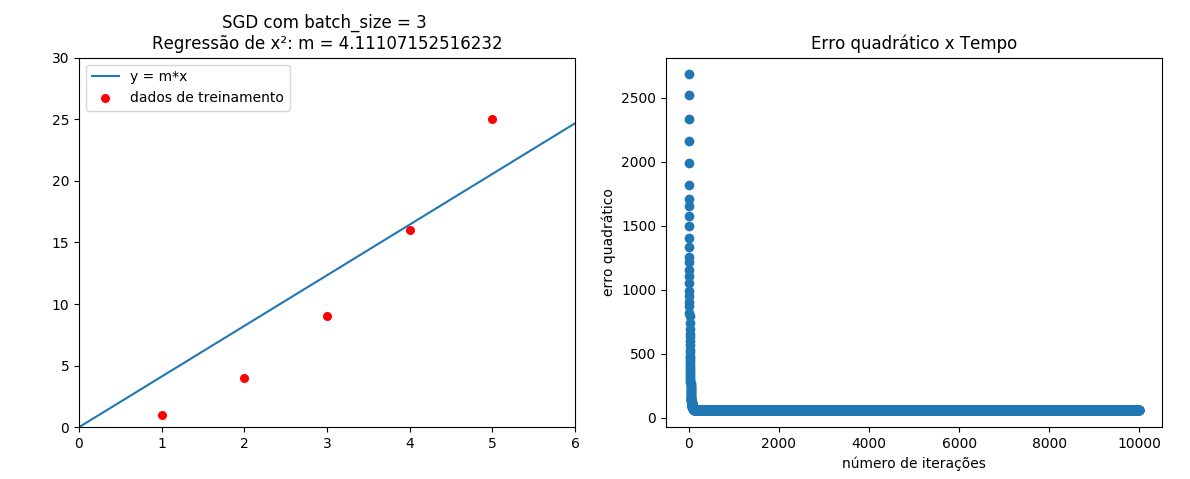 SGD com batch_size = 3
Regressão de x²: m = 4.11107152516232
30
25
20
15
10
5
0
0 1 2 3 4 5 6
y = m*x
dados de treinamento
Erro quadrático x Tempo
erro quadrático
2500
2000
1500
1000
500
0
0 2000 4000 6000 8000 10000
número de iterações